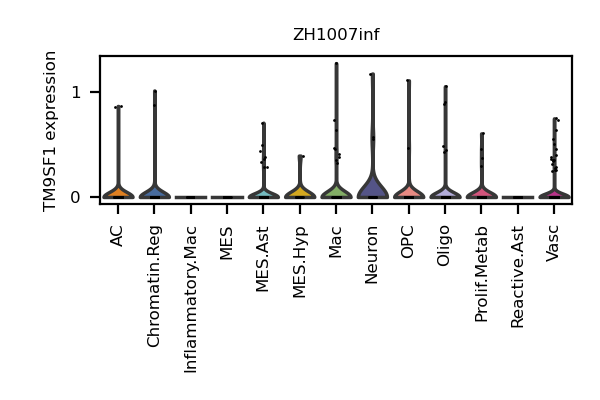 ZH1007inf
TM9SF1 expression
1
0
AC
Chromatin.Reg
Inflammatory.Mac
MES
MES.Ast
MES.Hyp
Mac
Neuron
OPC
Oligo
Prolif.Metab
Reactive.Ast
Vasc